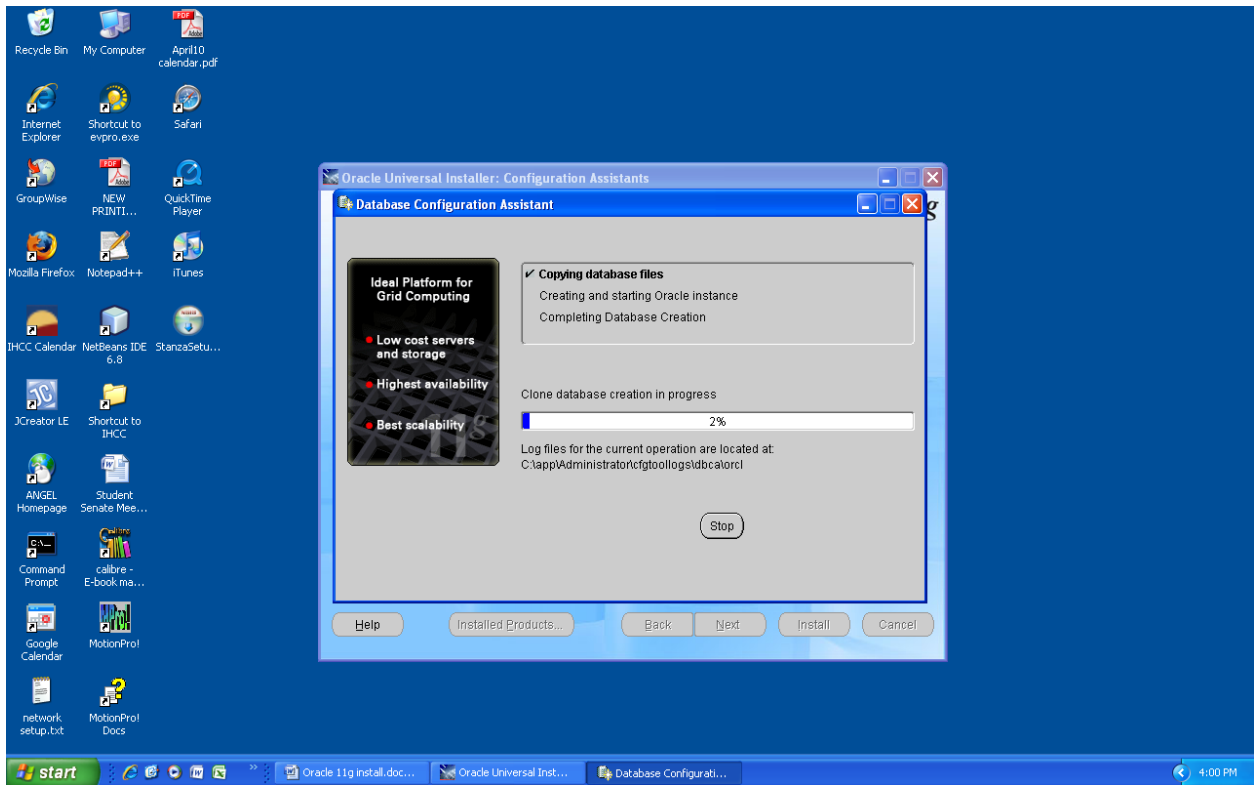 Recycle Bin
My Computer
April10
calendar.pdf
Internet
Explorer
Shortcut to
evpro.exe
Safari
GroupWise
NEW
PRINTI...
QuickTime
Player
Mozilla Firefox
Notepad++
iTunes
IHCC Calendar
NetBeans IDE
6.8
StanzaSetu...
JCreator LE
Shortcut to
IHCC
ANGEL
Homepage
Student
Senate Mee...
Command
Prompt
calibre -
E-book ma...
Google
Calendar
MotionPro!
network
setup.txt
MotionPro!
Docs
Oracle Universal Installer: Configuration Assistants
Database Configuration Assistant
Ideal Platform for
Grid Computing
Low cost servers
and storage
Highest availability
Best scalability
11g
Copying database files
Creating and starting Oracle instance
Completing Database Creation
Clone database creation in progress
2%
Log files for the current operation are located at:
C:\app\Administrator\cfgtoollogs\dbca\orcl
Stop
Help
Installed Products...
Back
Next
Install
Cancel
start
Oracle 11g install.doc...
Oracle Universal Inst...
Database Configurati...
4:00 PM